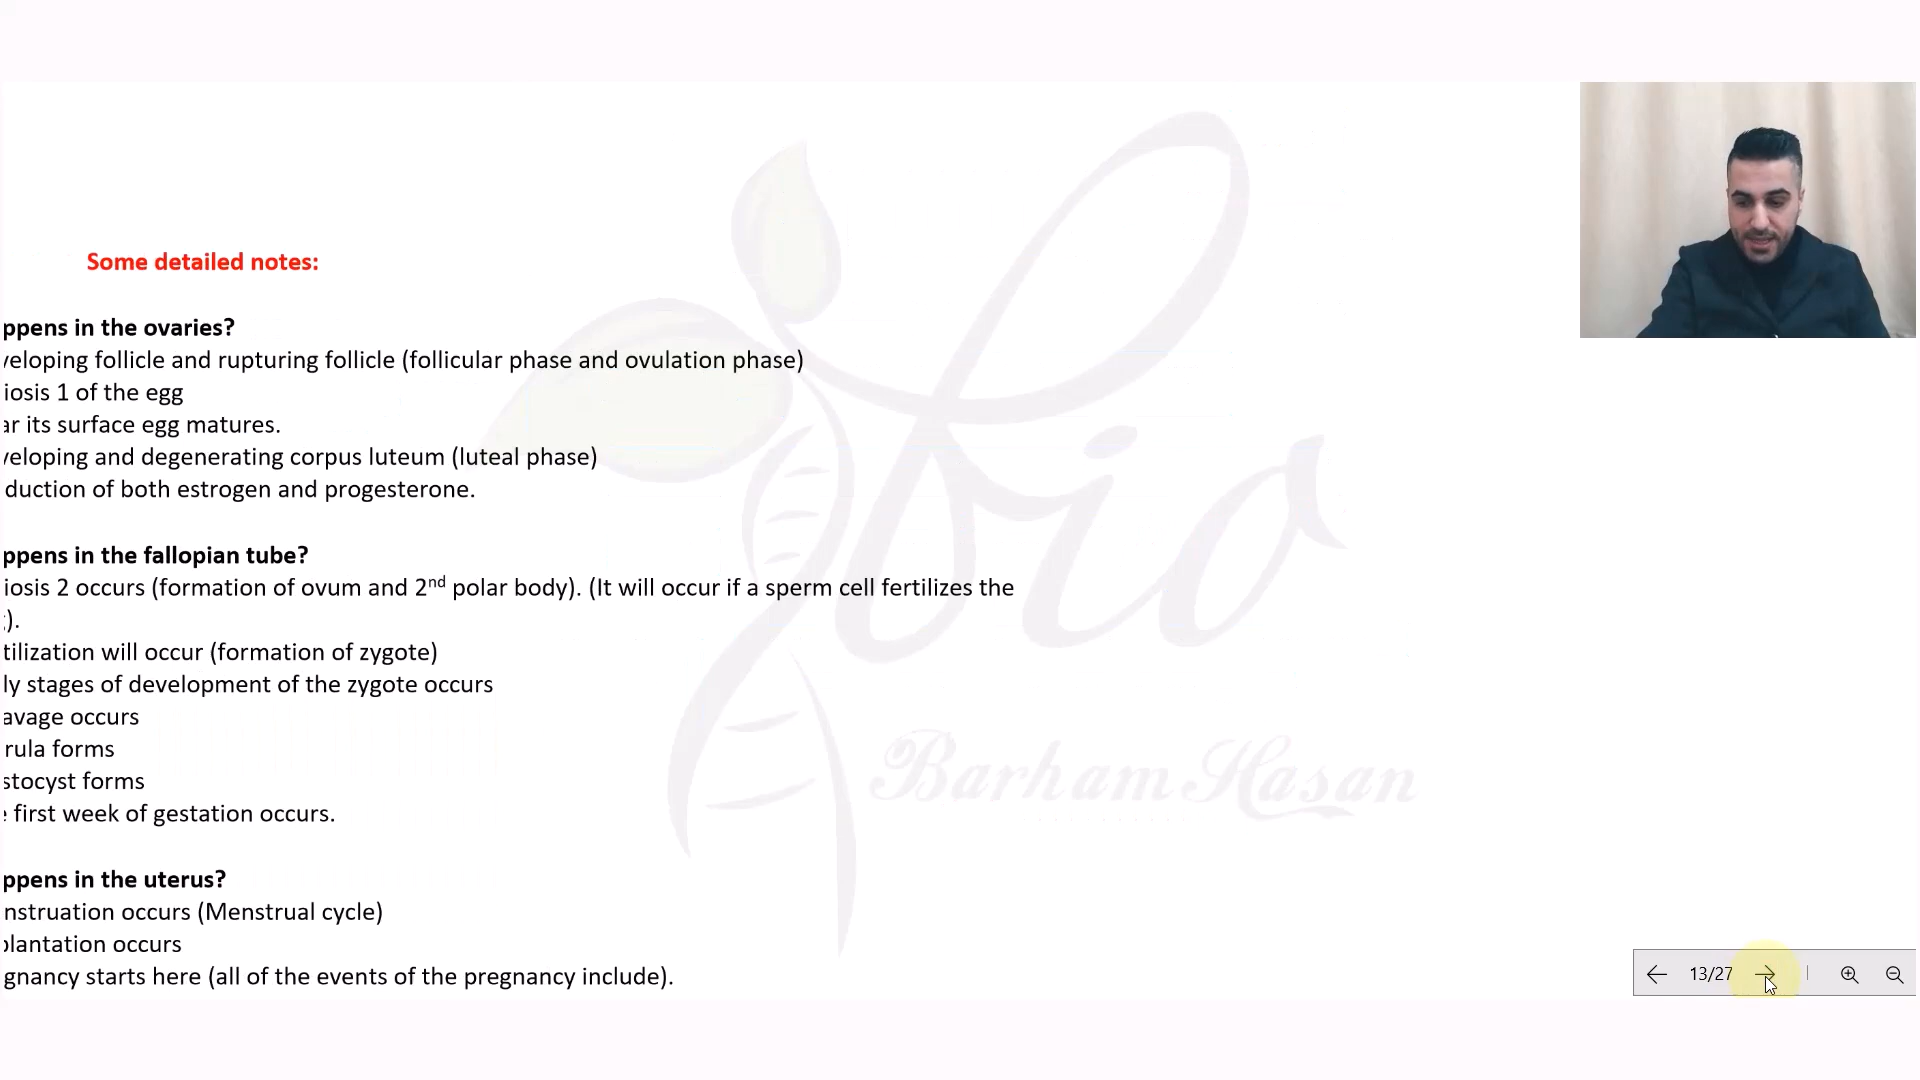 Some detailed notes:
ppens in the ovaries?
veloping follicle and rupturing follicle (follicular phase and ovulation phase)
iosis 1 of the egg
ar its surface egg matures.
veloping and degenerating corpus luteum (luteal phase)
duction of both estrogen and progesterone.
ppens in the fallopian tube?
iosis 2 occurs (formation of ovum and 2nd polar body). (It will occur if a sperm cell fertilizes the
).
tilization will occur (formation of zygote)
ly stages of development of the zygote occurs
avage occurs
rula forms
stocyst forms
first week of gestation occurs.
ppens in the uterus?
nstruation occurs (Menstrual cycle)
plantation occurs
gnancy starts here (all of the events of the pregnancy include).
bio
Barham Hasan
13/27